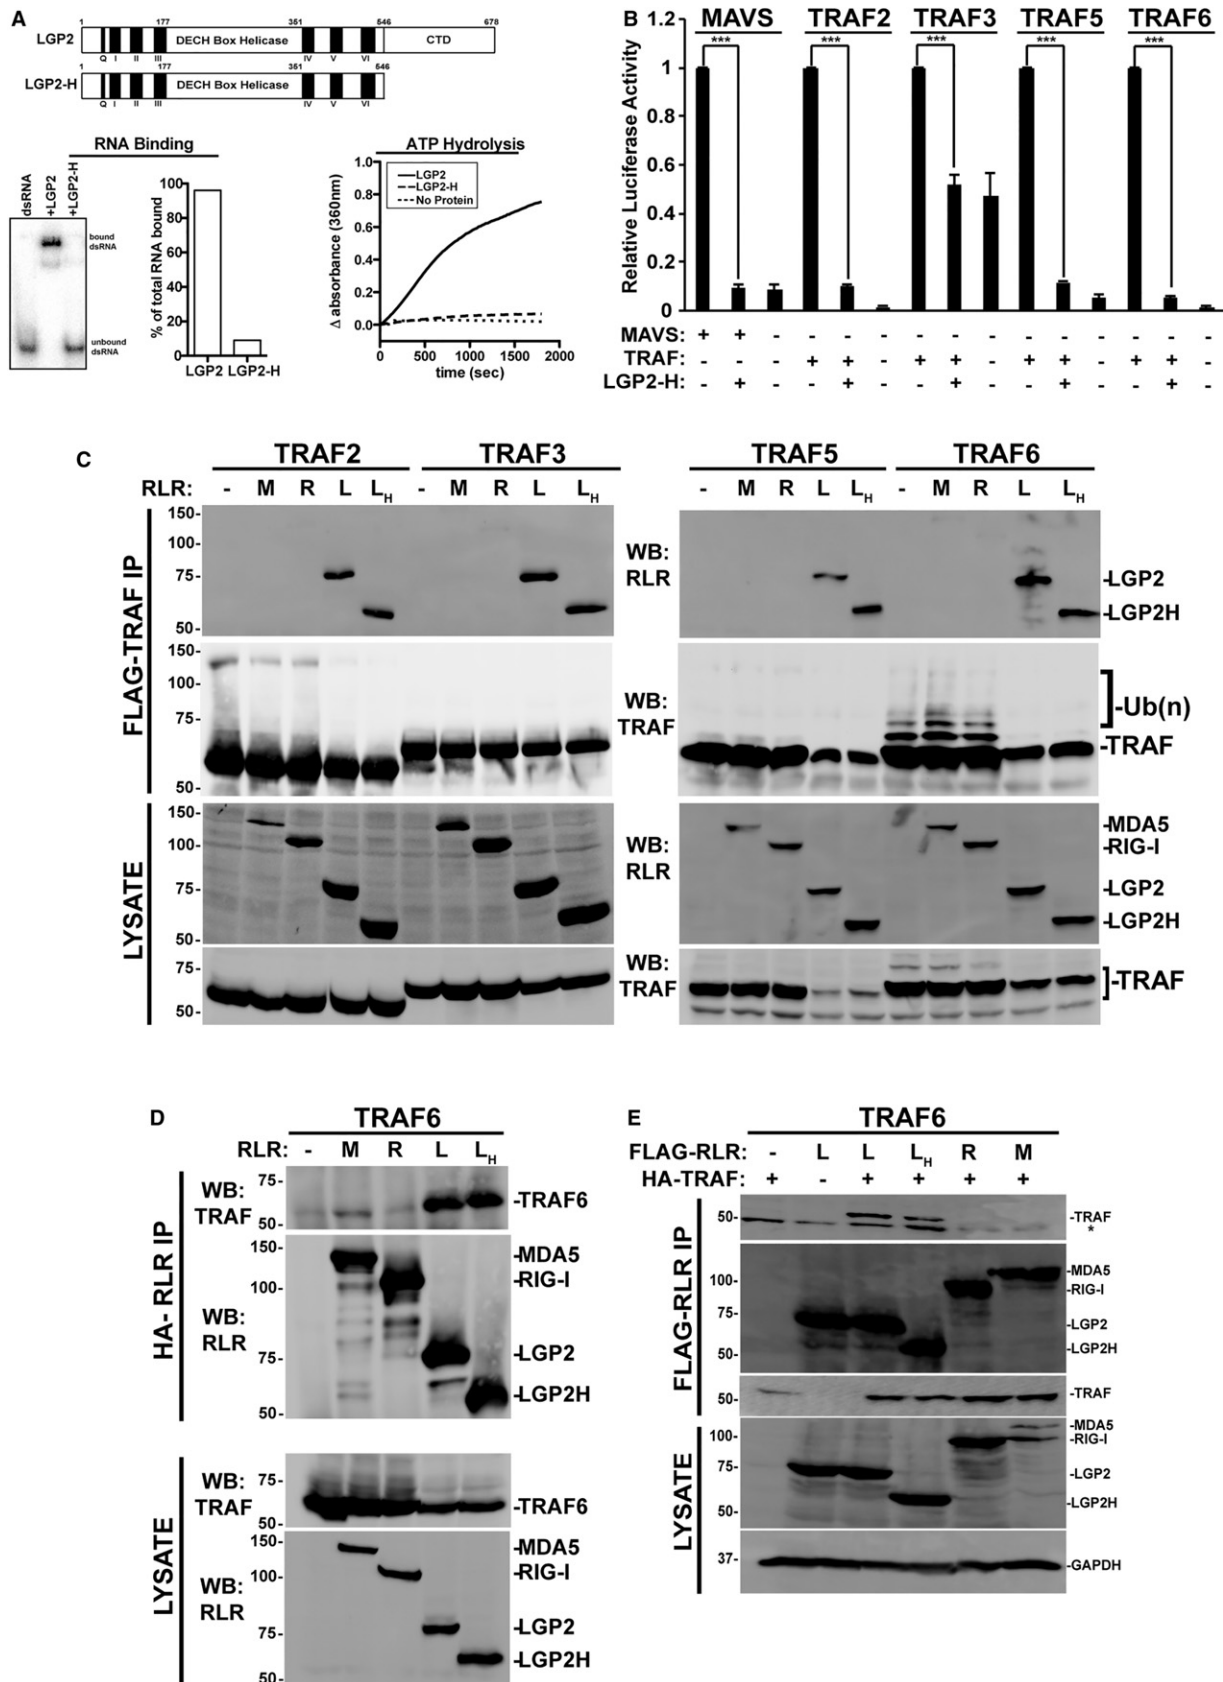 A
1 177 351 546 678
LGP2 DECH Box Helicase CTD
Q I II III IV V VI
1 177 351 546
LGP2-H DECH Box Helicase
Q I II III IV V VI
RNA Binding
dsRNA
+LGP2
+LGP2-H
bound
dsRNA
unbound
dsRNA
% of total RNA bound
100
80
60
40
20
0
LGP2 LGP2-H
ATP Hydrolysis
Δ absorbance (360nm)
1.0
0.8
0.6
0.4
0.2
0.0
LGP2
LGP2-H
No Protein
0 500 1000 1500 2000
time (sec)
B
Relative Luciferase Activity
1.2
1
0.8
0.6
0.4
0.2
0
MAVS TRAF2 TRAF3 TRAF5 TRAF6
*** *** *** *** ***
MAVS: + + - - - - - - - - - - - - -
TRAF: - - - + + - + + - + + - + + -
LGP2-H: - + - - + - - + - - + - - + -
C
TRAF2 TRAF3 TRAF5 TRAF6
RLR: - M R L LH - M R L LH - M R L LH - M R L LH
FLAG-TRAF IP
150-
100-
75-
50-
WB:
RLR
-LGP2
-LGP2H
150-
100-
75-
50-
WB:
TRAF
-Ub(n)
-TRAF
LYSATE
150-
100-
75-
50-
WB:
RLR
-MDA5
-RIG-I
-LGP2
-LGP2H
75-
50-
WB:
TRAF
-TRAF
D
TRAF6
RLR: - M R L LH
HA- RLR IP
WB:
TRAF
75-
50-
-TRAF6
WB:
RLR
150-
100-
75-
50-
-MDA5
-RIG-I
-LGP2
-LGP2H
LYSATE
WB:
TRAF
75-
50-
-TRAF6
WB:
RLR
150-
100-
75-
50-
-MDA5
-RIG-I
-LGP2
-LGP2H
E
TRAF6
FLAG-RLR: - L L LH R M
HA-TRAF: + - + + + +
FLAG-RLR IP
50-
-TRAF
*
100-
75-
50-
-MDA5
-RIG-I
-LGP2
-LGP2H
50-
-TRAF
LYSATE
100-
75-
50-
-MDA5
-RIG-I
-LGP2
-LGP2H
37-
-GAPDH